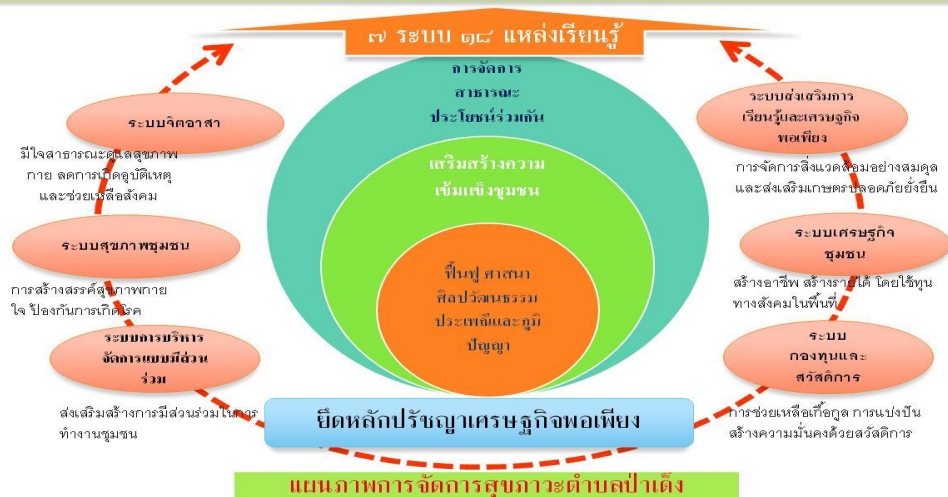 ๗ ระบบ ๑๘ แหล่งเรียนรู้
การจัดการ
สาธารณะ
ประโยชน์ร่วมกัน
เสริมสร้างความ
เข้มแข็งชุมชน
ฟื้นฟู ศาสนา
ศิลปวัฒนธรรม
ประเพณีและภูมิ
ปัญญา
ระบบจิตอาสา
มีใจสาธารณะดูแลสุขภาพ
กาย ลดการเกิดอุบัติเหตุ
และช่วยเหลือสังคม
ระบบสุขภาพชุมชน
การสร้างสรรค์สุขภาพกาย
ใจ ป้องกันการเกิดโรค
ระบบการบริหาร
จัดการแบบมีส่วน
ร่วม
ส่งเสริมสร้างการมีส่วนร่วมในการ
ทำงานชุมชน
ระบบส่งเสริมการ
เรียนรู้และเศรษฐกิจ
พอเพียง
การจัดการสิ่งแวดล้อมอย่างสมดุล
และส่งเสริมเกษตรปลอดภัยยั่งยืน
ระบบเศรษฐกิจ
ชุมชน
สร้างอาชีพ สร้างรายได้ โดยใช้ทุน
ทางสังคมในพื้นที่
ระบบ
กองทุนและ
สวัสดิการ
การช่วยเหลือเกื้อกูล การแบ่งปัน
สร้างความมั่นคงด้วยสวัสดิการ
ยึดหลักปรัชญาเศรษฐกิจพอเพียง
แผนภาพการจัดการสุขภาวะตำบลป่าเด็ง